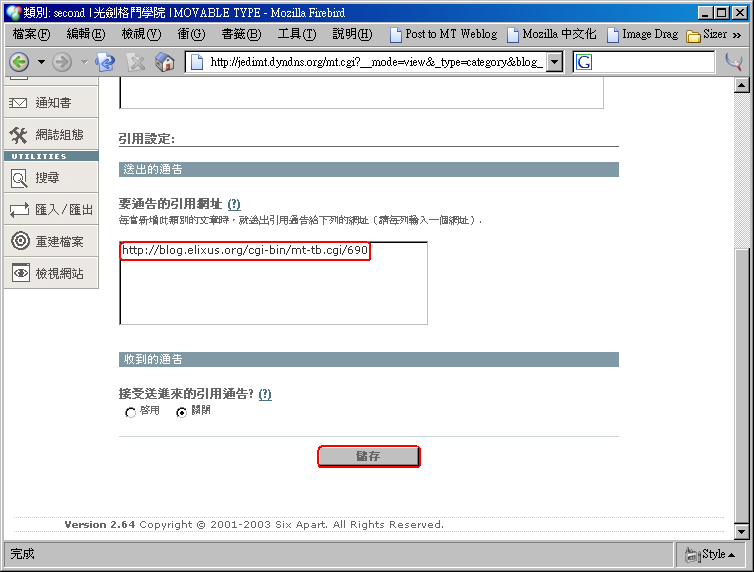 類別: second | 光劍格鬥學院 | MOVABLE TYPE - Mozilla Firebird
檔案(F) 編輯(E) 檢視(V) 前往(G) 書籤(B) 工具(T) 說明(H) Post to MT Weblog Mozilla 中文化 Image Drag Sizer »
http://jedimt.dyndns.org/mt.cgi?__mode=view&_type=category&blog_
通知書
網誌組態
UTILITIES
搜尋
匯入/匯出
重建檔案
檢視網站
引用設定:
送出的通告
要通告的引用網址 (?)
每當新增此類別的文章時，就送出引用通告給下列的網址 (請每列輸入一個網址).
http://blog.elixus.org/cgi-bin/mt-tb.cgi/690
收到的通告
接受送進來的引用通告? (?)
啓用 關閉
儲存
Version 2.64 Copyright © 2001-2003 Six Apart. All Rights Reserved.
完成 Style